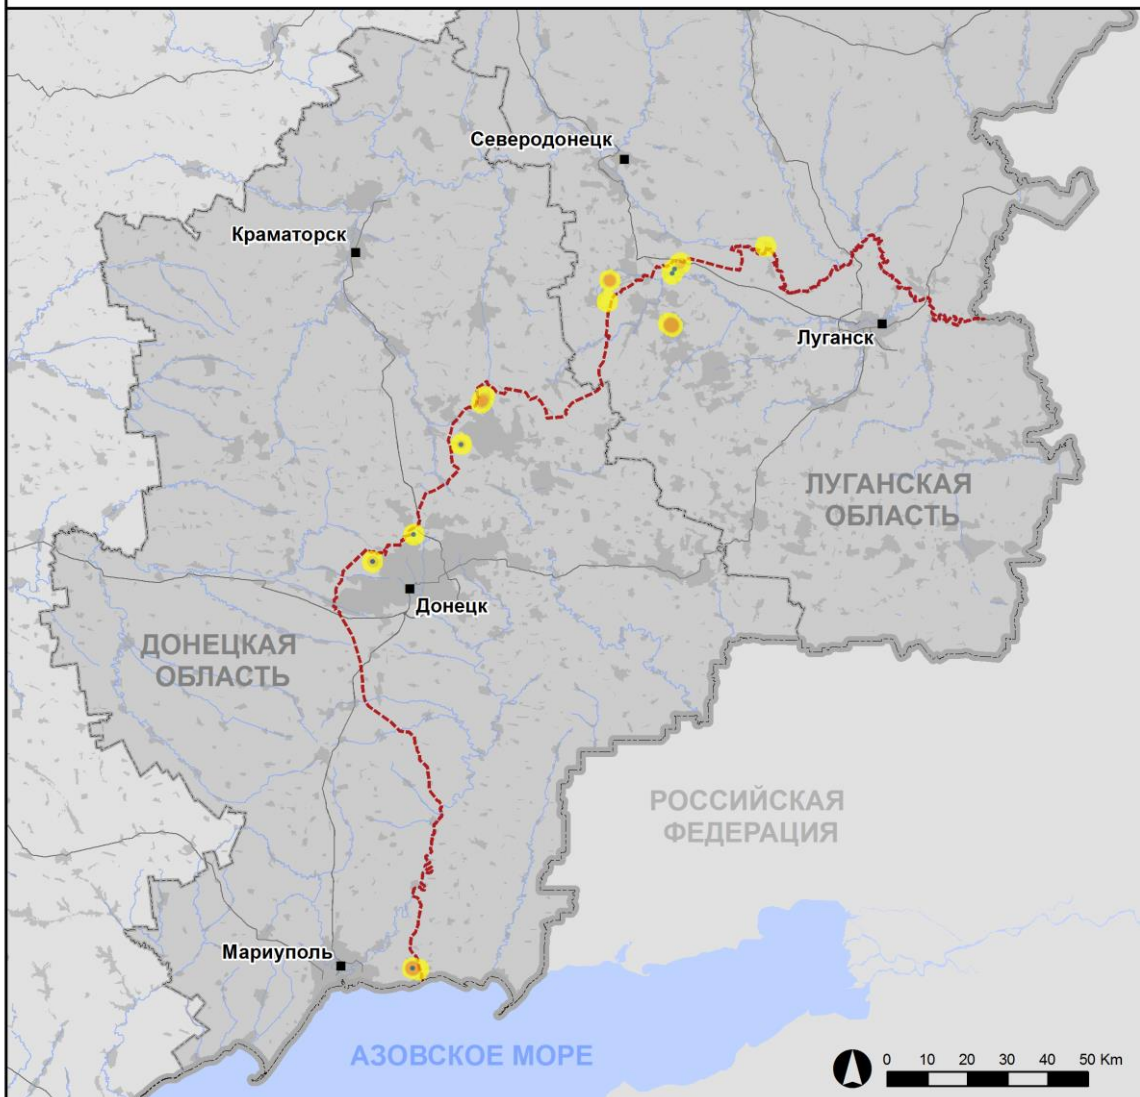 Северодонецк
Краматорск
Луганск
ЛУГАНСКАЯ
ОБЛАСТЬ
Донецк
ДОНЕЦКАЯ
ОБЛАСТЬ
РОССИЙСКАЯ
ФЕДЕРАЦИЯ
Мариуполь
АЗОВСКОЕ МОРЕ
0 10 20 30 40 50 Km